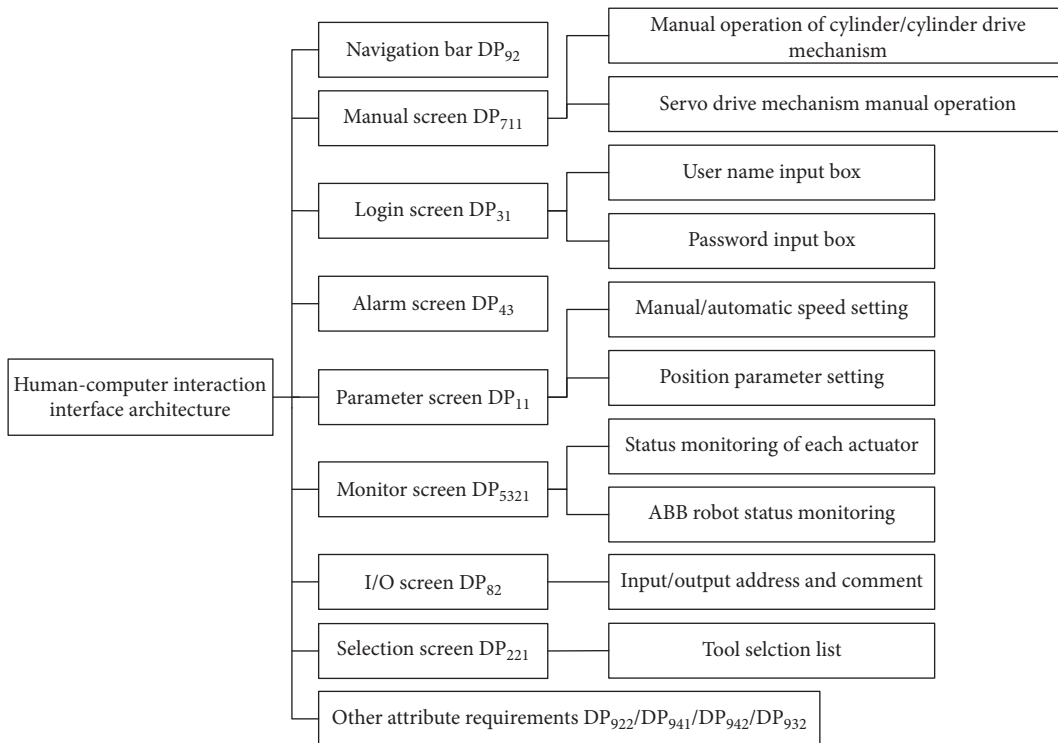 Human-computer interaction
interface architecture
Navigation bar DP₉₂
Manual screen DP₇₁₁
Manual operation of cylinder/cylinder drive
mechanism
Servo drive mechanism manual operation
Login screen DP₃₁
User name input box
Password input box
Alarm screen DP₄₃
Parameter screen DP₁₁
Manual/automatic speed setting
Position parameter setting
Monitor screen DP₅₃₂₁
Status monitoring of each actuator
ABB robot status monitoring
I/O screen DP₈₂
Input/output address and comment
Selection screen DP₂₂₁
Tool selction list
Other attribute requirements DP₉₂₂/DP₉₄₁/DP₉₄₂/DP₉₃₂